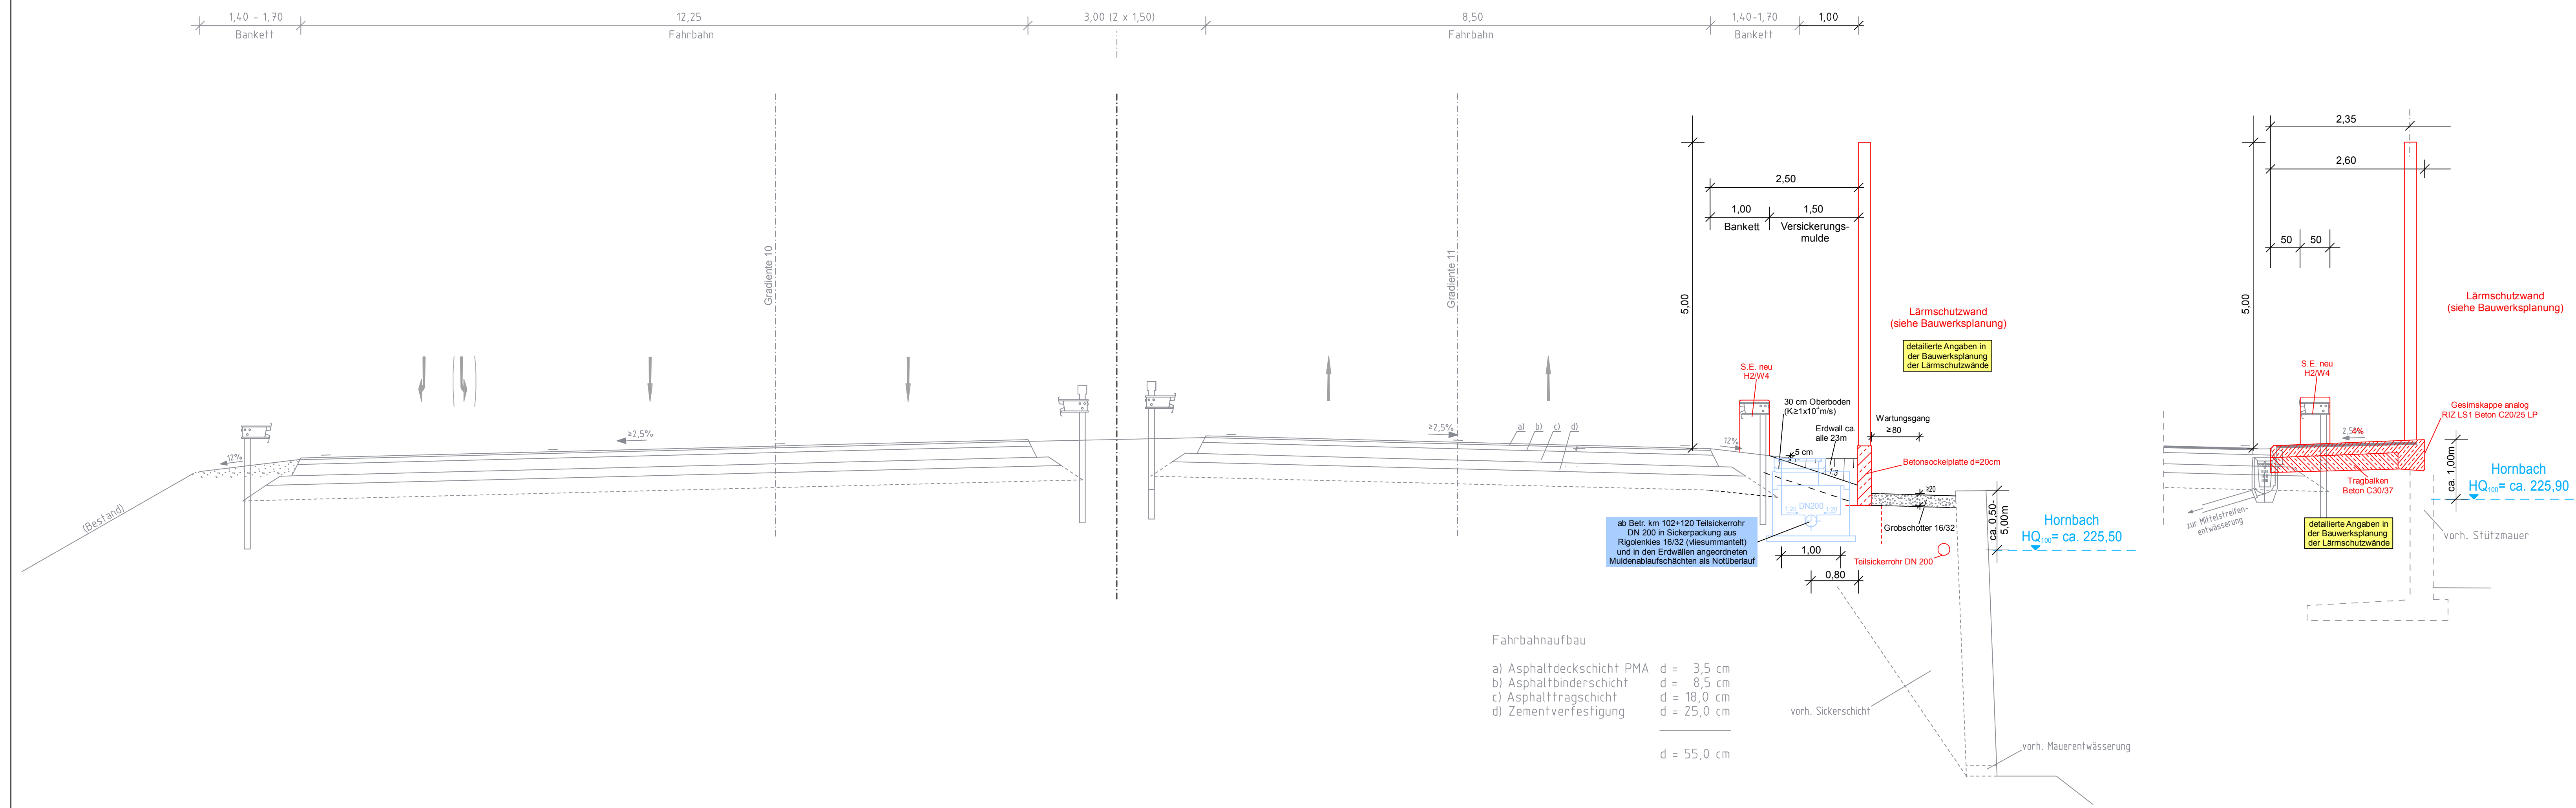 1,40 - 1,70
Bankett
12,25
Fahrbahn
3,00 (2 x 1,50)
8,50
Fahrbahn
1,40-1,70
Bankett
1,00
Gradiente 10
Gradiente 11
(Bestand)
12%
≥2,5%
≥2,5%
a)
b)
c)
d)
12%
5,00
2,50
1,00
1,50
Bankett
Versickerungs-
mulde
S.E. neu
H2/W4
30 cm Oberboden
Erdwall ca.
alle 23m
5 cm
1:3
Wartungsgang
≥80
Lärmschutzwand
(siehe Bauwerksplanung)
detailierte Angaben in
der Bauwerksplanung
der Lärmschutzwände
Betonsockelplatte d=20cm
≥20
Grobschotter 16/32
DN200
ab Betr. km 102+120 Teilsickerrohr
DN 200 in Sickerpackung aus
Rigolenkies 16/32 (vliesummantelt)
und in den Erdwällen angeordneten
Muldenablaufschächten als Notüberlauf
1,00
0,80
Teilsickerrohr DN 200
ca. 0,50-
5,00m
Hornbach
HQ100= ca. 225,50
vorh. Sickerschicht
vorh. Mauerentwässerung
Fahrbahnaufbau
a) Asphaltdeckschicht PMA d = 3,5 cm
b) Asphaltbinderschicht d = 8,5 cm
c) Asphalttragschicht d = 18,0 cm
d) Zementverfestigung d = 25,0 cm
d = 55,0 cm
2,35
2,60
50
50
5,00
Lärmschutzwand
(siehe Bauwerksplanung)
S.E. neu
H2/W4
Gesimskappe analog
RIZ LS1 Beton C20/25 LP
4%
Tragbalken
Beton C30/37
ca. 1,00m
Hornbach
HQ100= ca. 225,90
zur Mittelstreifen-
entwässerung
detailierte Angaben in
der Bauwerksplanung
der Lärmschutzwände
vorh. Stützmauer